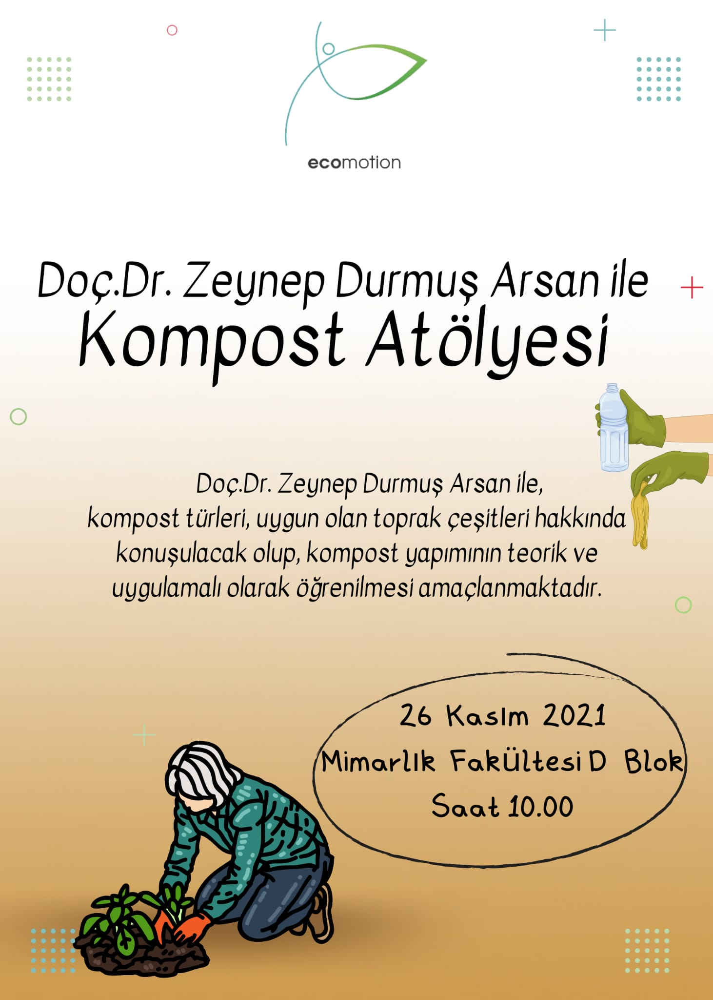 ecomotion
Doç.Dr. Zeynep Durmuş Arsan ile
Kompost Atölyesi
Doç.Dr. Zeynep Durmuş Arsan ile,
kompost türleri, uygun olan toprak çeşitleri hakkında
konuşulacak olup, kompost yapımının teorik ve
uygulamalı olarak öğrenilmesi amaçlanmaktadır.
26 Kasım 2021
Mimarlık Fakültesi D Blok
Saat 10.00